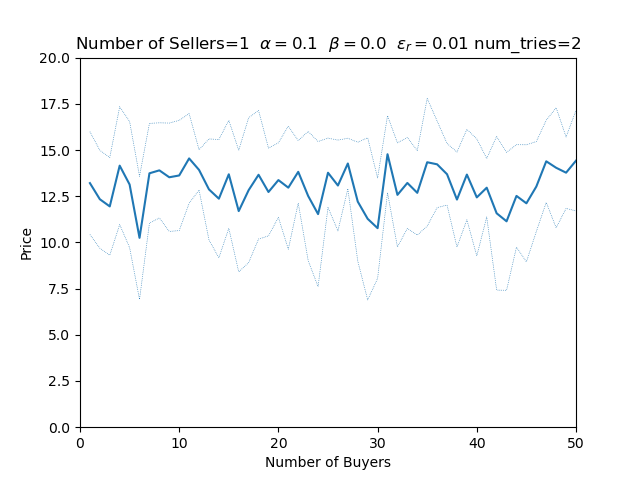 Number of Sellers=1 α = 0.1 β = 0.0 ε_r = 0.01 num_tries=2
20.0
17.5
15.0
12.5
10.0
7.5
5.0
2.5
0.0
Price
0 10 20 30 40 50
Number of Buyers